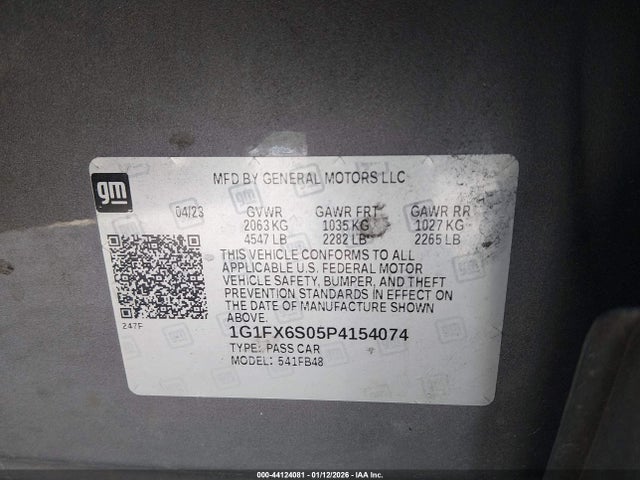 gm
MFD BY GENERAL MOTORS LLC
04/23 GVWR GAWR FRT GAWR RR
2063 KG 1035 KG 1027 KG
4547 LB 2282 LB 2265 LB
THIS VEHICLE CONFORMS TO ALL
APPLICABLE U.S. FEDERAL MOTOR
VEHICLE SAFETY, BUMPER, AND THEFT
PREVENTION STANDARDS IN EFFECT ON
THE DATE OF MANUFACTURE SHOWN
ABOVE.
247F
1G1FX6S05P4154074
TYPE: PASS CAR
MODEL: 541FB48
000-44124081 - 01/12/2026 - IAA Inc.